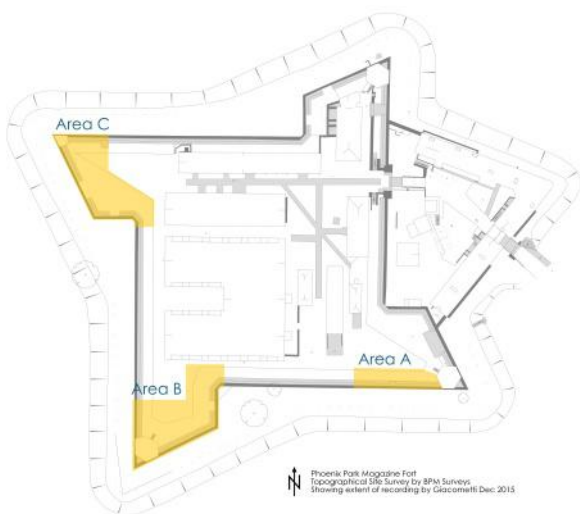 Area C
Area A
Area B
N
Phoenix Park Magazine Fort
Topographical Site Survey by BPM Surveys
Showing extent of recording by Giacometti Dec 2015